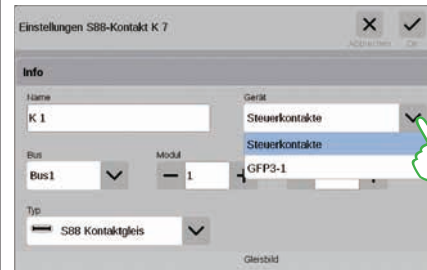 Einstellungen S88-Kontakt K 7
Abbrechen Ok
Info
Name Gerät
K 1 Steuerkontakte
Steuerkontakte
GFP3-1
Bus Modul
Bus1 1
Typ
S88 Kontaktgleis
Gleisbild